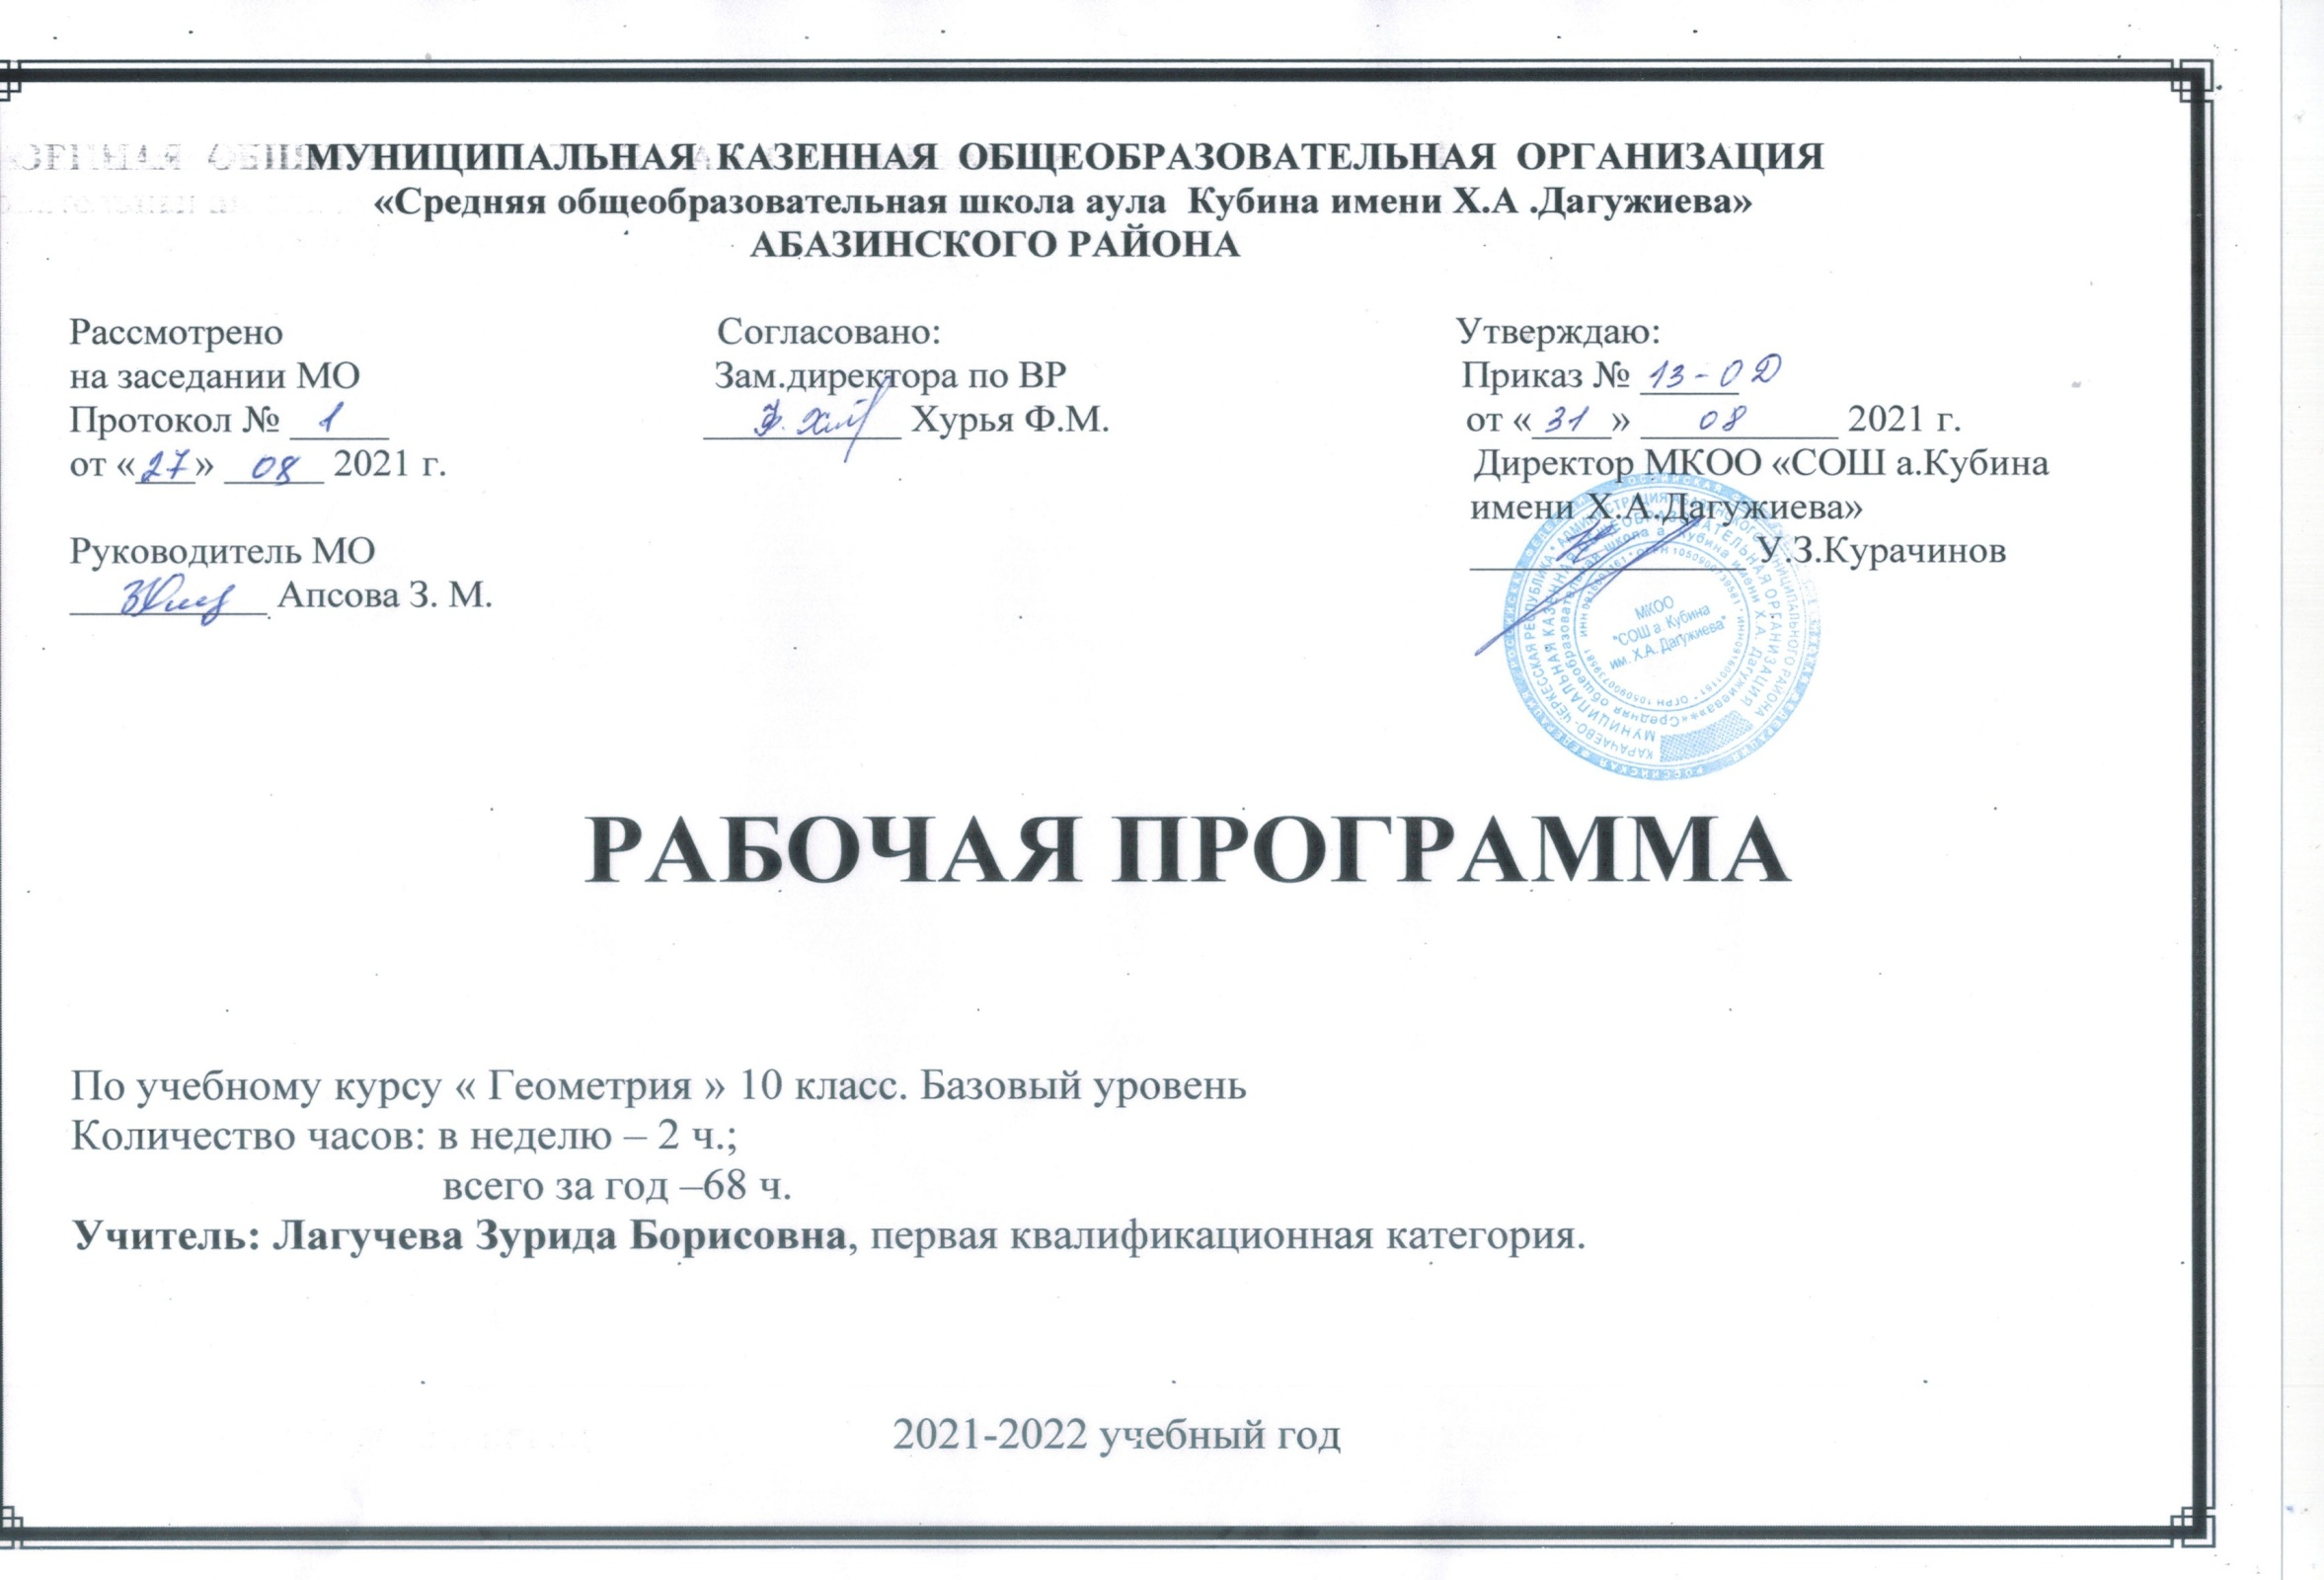 МУНИЦИПАЛЬНАЯ КАЗЕННАЯ ОБЩЕОБРАЗОВАТЕЛЬНАЯ ОРГАНИЗАЦИЯ
«Средняя общеобразовательная школа аула Кубина имени Х.А .Дагужиева»
АБАЗИНСКОГО РАЙОНА
Рассмотрено
на заседании МО
Протокол № 1
от «27» 08 2021 г.
Руководитель МО
Апсова З. М.
Согласовано:
Зам.директора по ВР
Хурья Ф.М.
Утверждаю:
Приказ № 13-ОД
от «31» 08 2021 г.
Директор МКОО «СОШ а.Кубина
имени Х.А.Дагужиева»
У.З.Курачинов
МКОО
"СОШ а. Кубина
им. Х.А. Дагужиева"
РАБОЧАЯ ПРОГРАММА
По учебному курсу « Геометрия » 10 класс. Базовый уровень
Количество часов: в неделю – 2 ч.;
всего за год –68 ч.
Учитель: Лагучева Зурида Борисовна, первая квалификационная категория.
2021-2022 учебный год